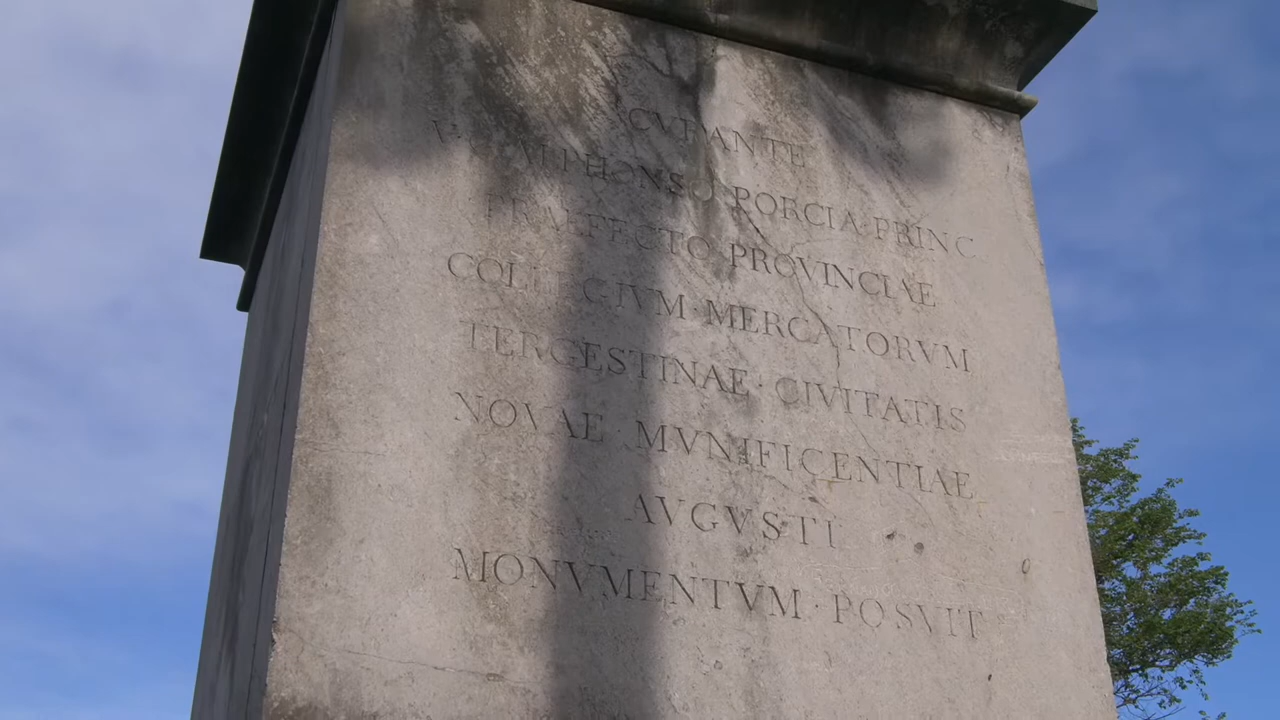 CVRANTE
ALPHONSO PORCIA PRINC
PRAEFECTO PROVINCIAE
COLLEGIVM · MERCATORVM
TERGESTINAE · CIVITATIS
NOVAE MVNIFICENTIAE
AVGVSTI
MONVMENTVM · POSVIT